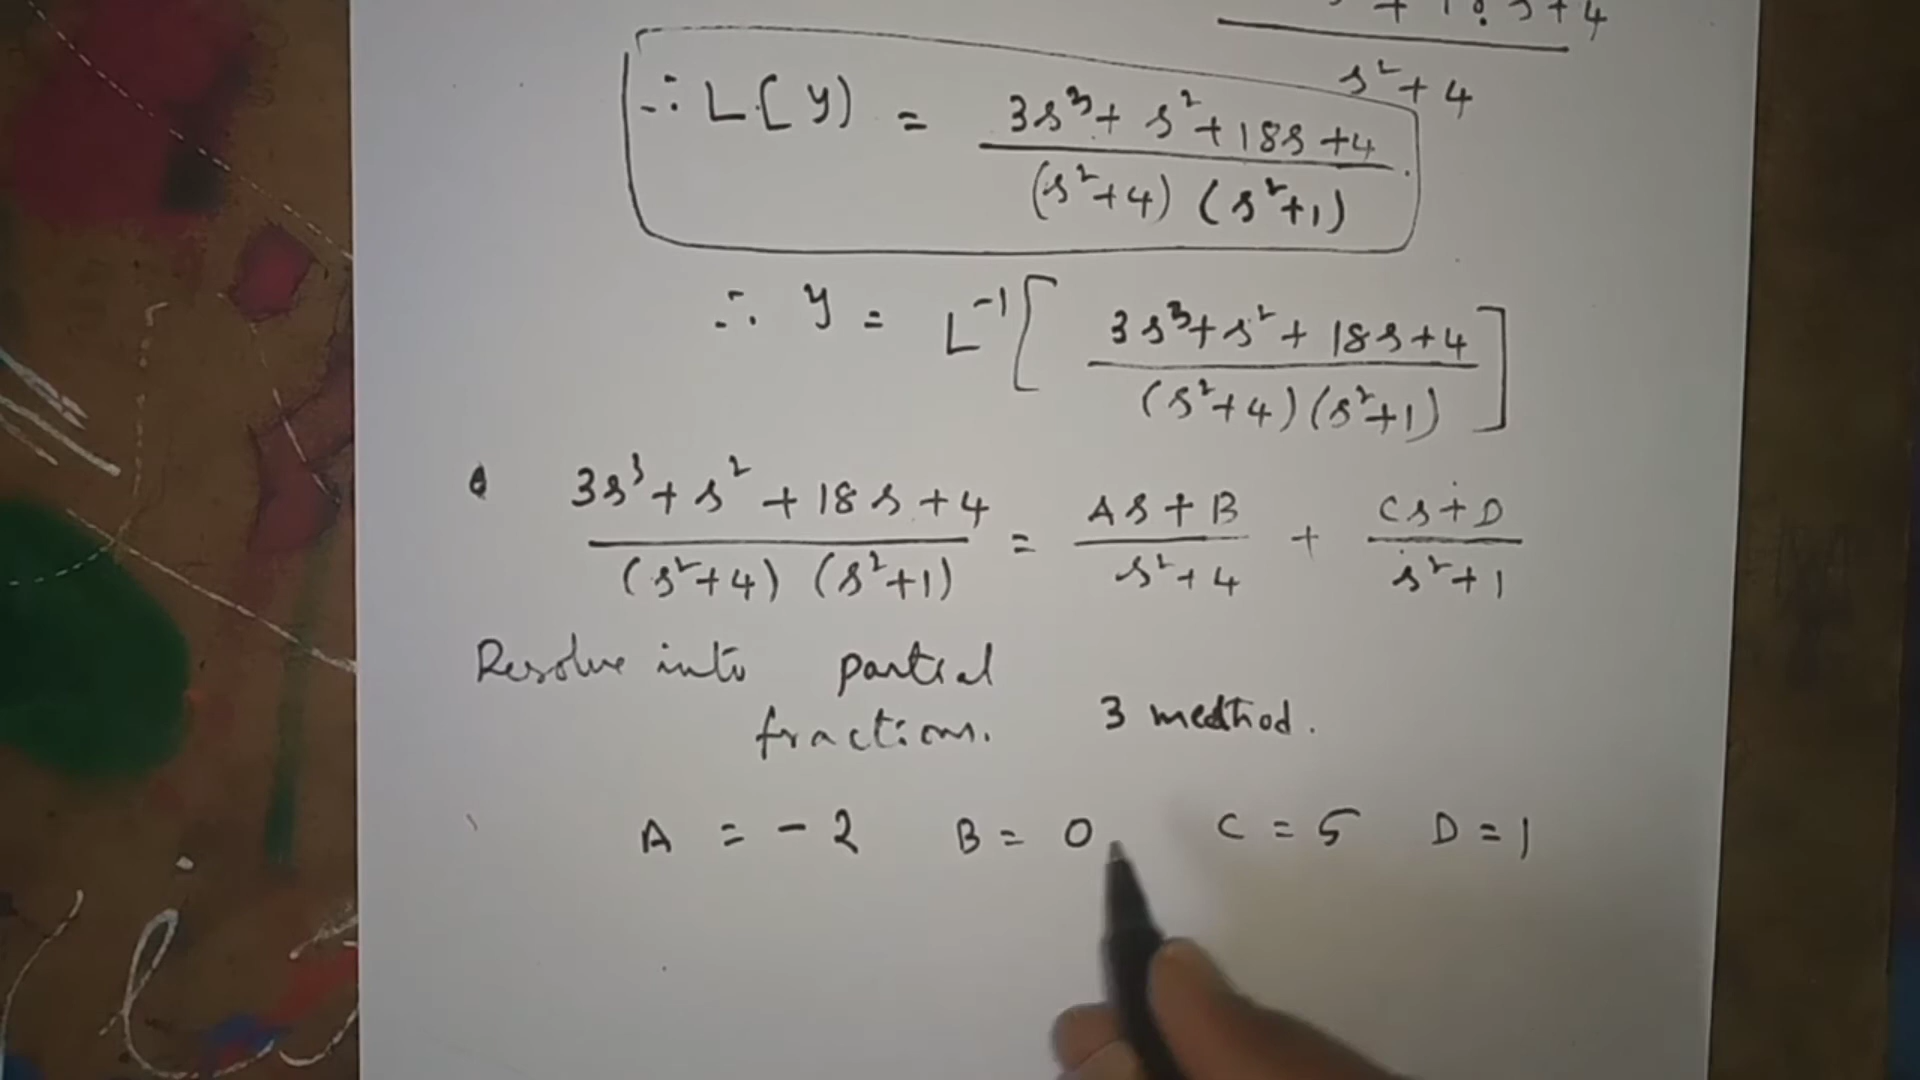 s²+4
∴ L[y) = 3s³+s²+18s+4 / (s²+4) (s²+1)
∴ y = L⁻¹[ 3s³+s²+18s+4 / (s²+4)(s²+1) ]
3s³+s²+18s+4 / (s²+4) (s²+1) = As+B / s²+4 + Cs+D / s²+1
Resolve into partial
fractions. 3 method.
A = -2 B = 0 C = 5 D = 1